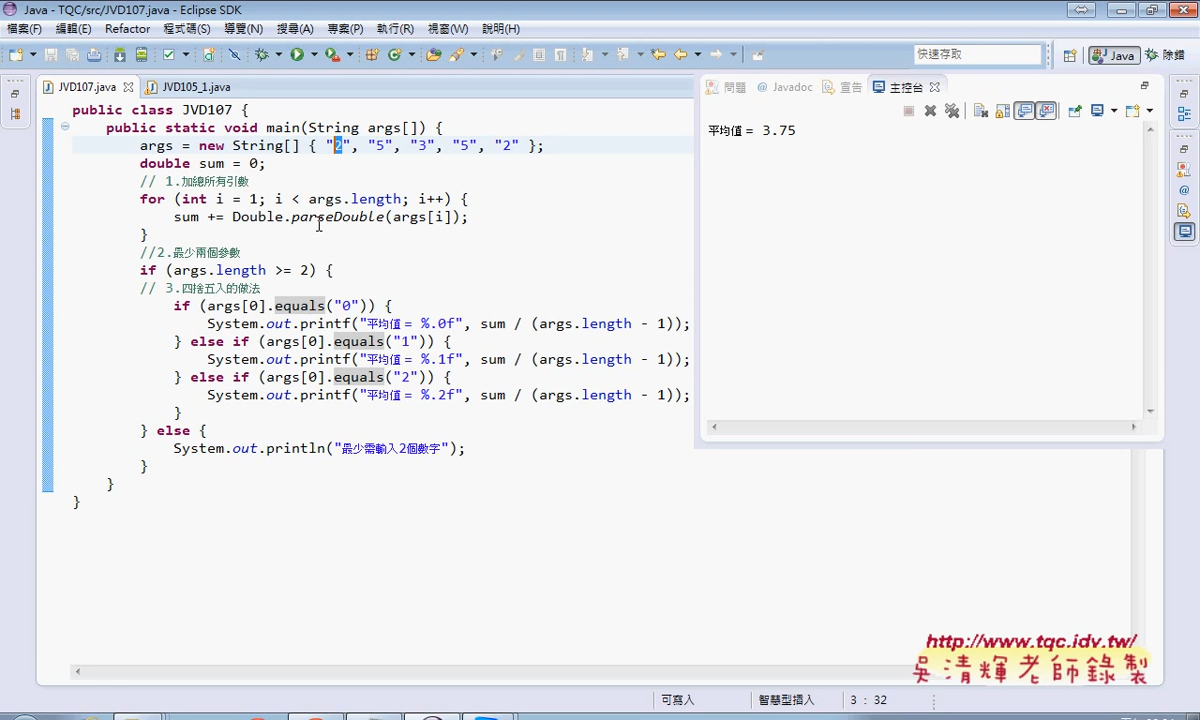 Java - TQC/src/JVD107.java - Eclipse SDK
檔案(F) 編輯(E) Refactor 程式碼(S) 導覽(N) 搜尋(A) 專案(P) 執行(R) 視窗(W) 說明(H)
快速存取 Java 除錯
JVD107.java JVD105_1.java
問題 @ Javadoc 宣告 主控台
平均值 = 3.75
public class JVD107 {
public static void main(String args[]) {
args = new String[] { "2", "5", "3", "5", "2" };
double sum = 0;
// 1.加總所有引數
for (int i = 1; i < args.length; i++) {
sum += Double.parseDouble(args[i]);
}
//2.最少兩個參數
if (args.length >= 2) {
// 3.四捨五入的做法
if (args[0].equals("0")) {
System.out.printf("平均值 = %.0f", sum / (args.length - 1));
} else if (args[0].equals("1")) {
System.out.printf("平均值 = %.1f", sum / (args.length - 1));
} else if (args[0].equals("2")) {
System.out.printf("平均值 = %.2f", sum / (args.length - 1));
}
} else {
System.out.println("最少需輸入2個數字");
}
}
}
http://www.tqc.idv.tw/
吳清輝老師錄製
可寫入 智慧型插入 3 : 32